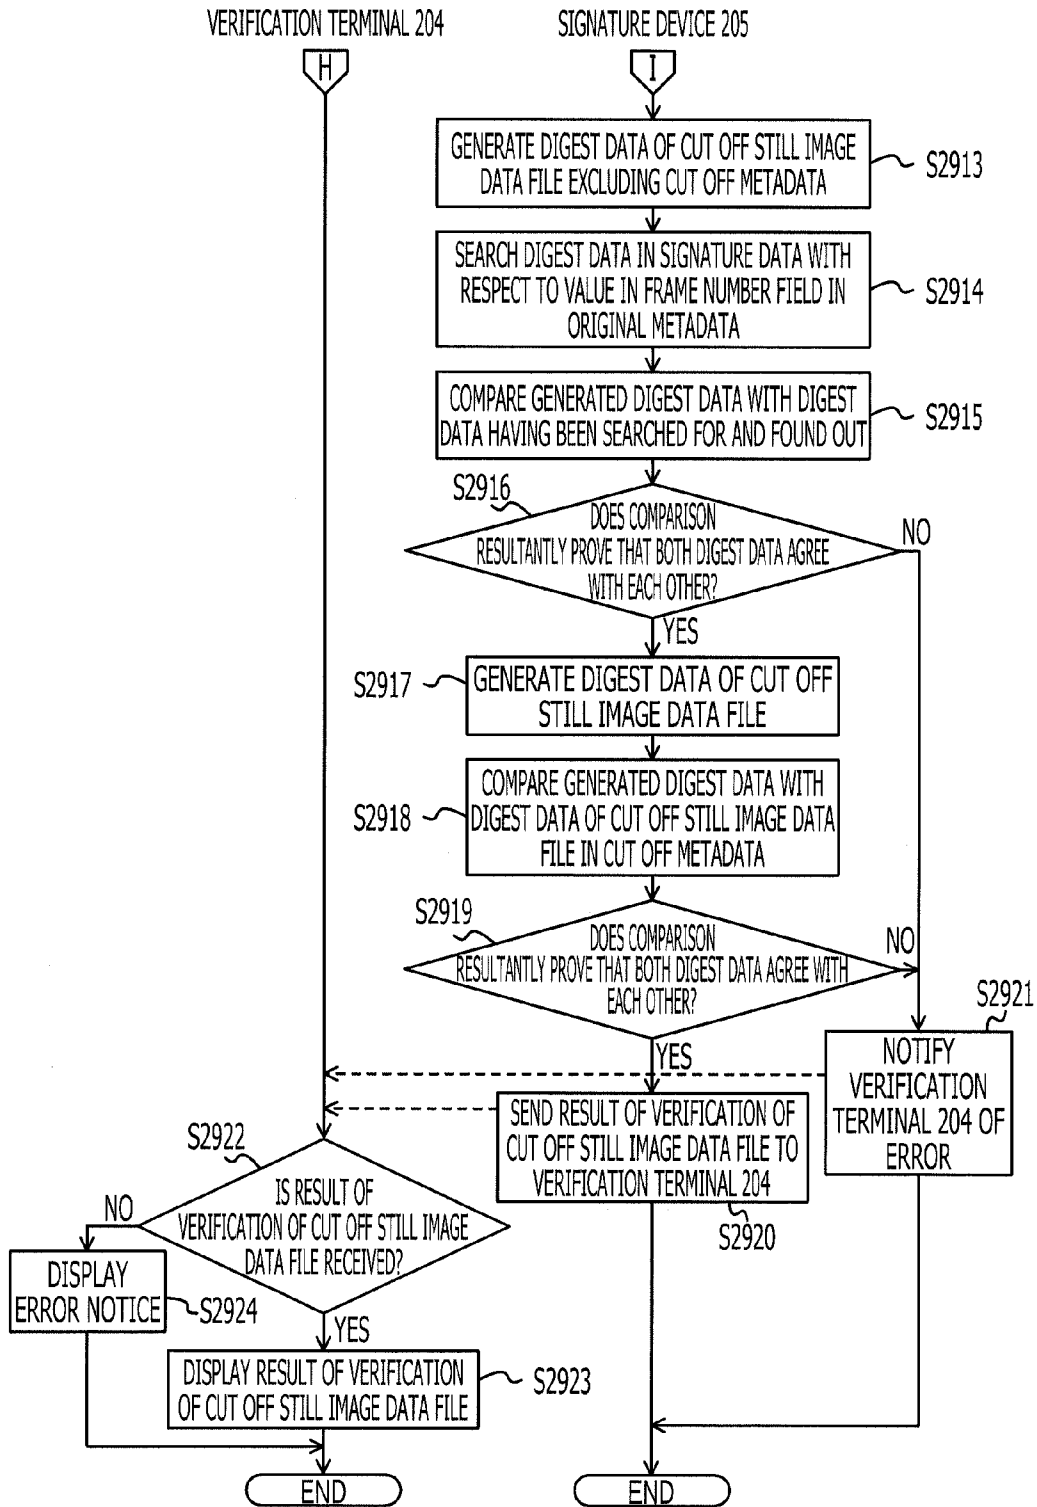 VERIFICATION TERMINAL 204
SIGNATURE DEVICE 205
H
I
GENERATE DIGEST DATA OF CUT OFF STILL IMAGE
DATA FILE EXCLUDING CUT OFF METADATA
S2913
SEARCH DIGEST DATA IN SIGNATURE DATA WITH
RESPECT TO VALUE IN FRAME NUMBER FIELD IN
ORIGINAL METADATA
S2914
COMPARE GENERATED DIGEST DATA WITH DIGEST
DATA HAVING BEEN SEARCHED FOR AND FOUND OUT
S2915
S2916
DOES COMPARISON
RESULTANTLY PROVE THAT BOTH DIGEST DATA AGREE
WITH EACH OTHER?
NO
YES
S2917
GENERATE DIGEST DATA OF CUT OFF
STILL IMAGE DATA FILE
S2918
COMPARE GENERATED DIGEST DATA WITH
DIGEST DATA OF CUT OFF STILL IMAGE DATA
FILE IN CUT OFF METADATA
S2919
DOES COMPARISON
RESULTANTLY PROVE THAT BOTH DIGEST DATA AGREE WITH
EACH OTHER?
NO
YES
S2921
NOTIFY
VERIFICATION
TERMINAL 204 OF
ERROR
SEND RESULT OF VERIFICATION OF
CUT OFF STILL IMAGE DATA FILE TO
VERIFICATION TERMINAL 204
S2920
S2922
IS RESULT OF
VERIFICATION OF CUT OFF STILL IMAGE
DATA FILE RECEIVED?
NO
DISPLAY
ERROR NOTICE
S2924
YES
DISPLAY RESULT OF VERIFICATION
OF CUT OFF STILL IMAGE DATA FILE
S2923
END
END